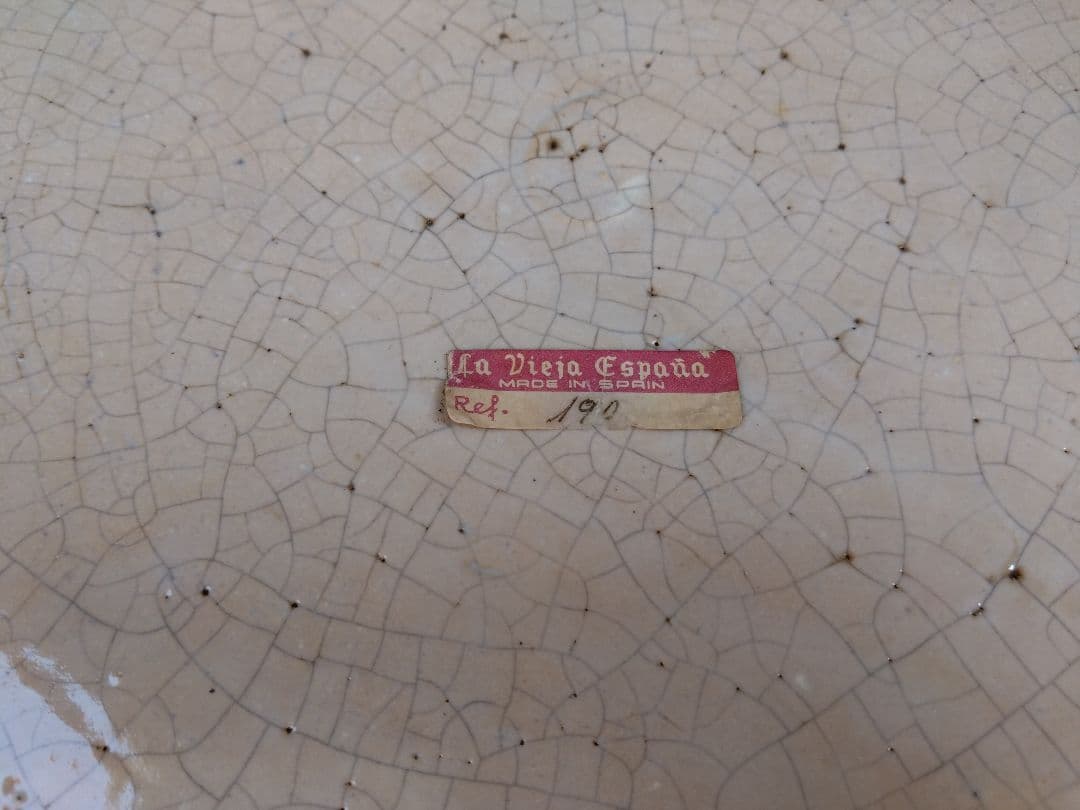 La Vieja España
MADE IN SPAIN
Ref. 190